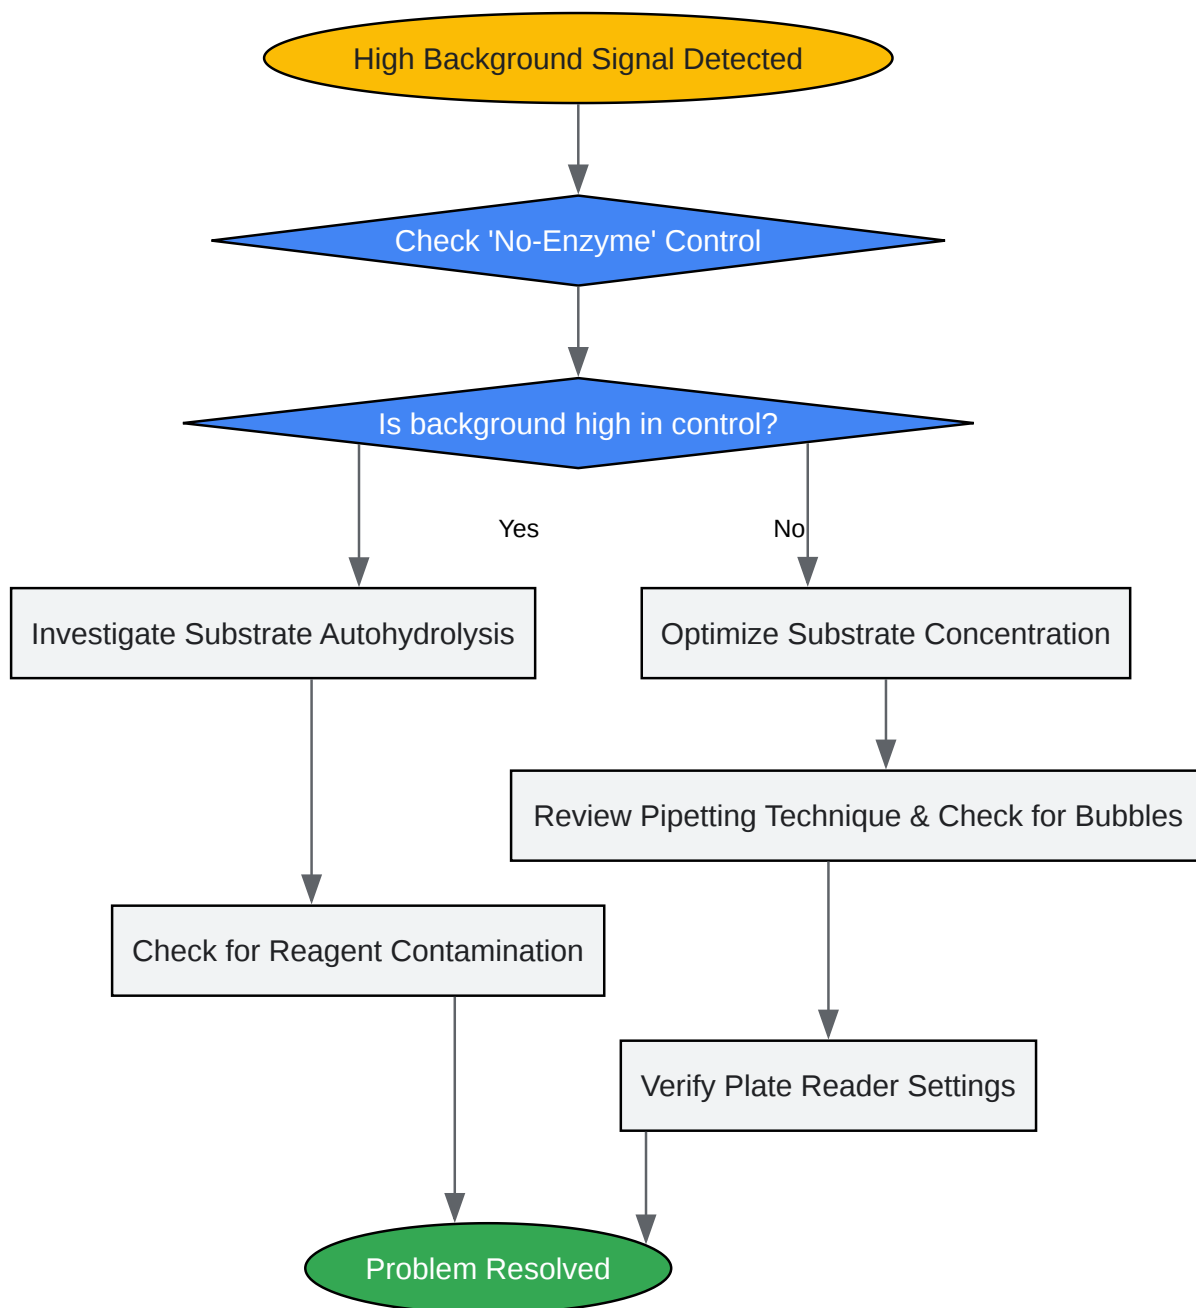 High Background Signal Detected
Check 'No-Enzyme' Control
Is background high in control?
Yes
No
Investigate Substrate Autohydrolysis
Optimize Substrate Concentration
Review Pipetting Technique & Check for Bubbles
Check for Reagent Contamination
Verify Plate Reader Settings
Problem Resolved